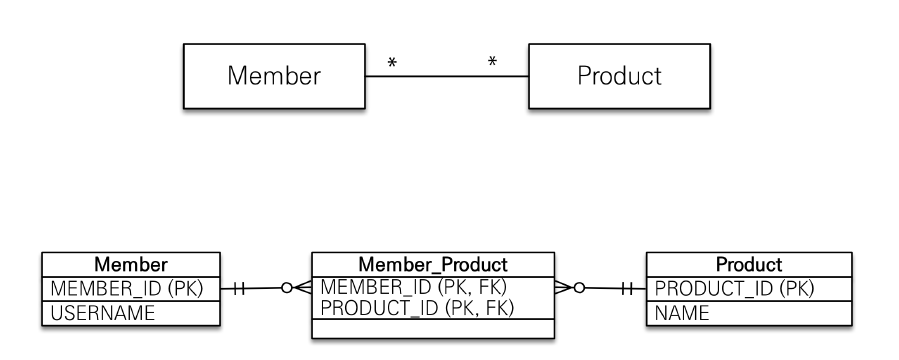 Member * * Product
Member Member_Product Product
MEMBER_ID (PK) MEMBER_ID (PK, FK) PRODUCT_ID (PK)
USERNAME PRODUCT_ID (PK, FK) NAME